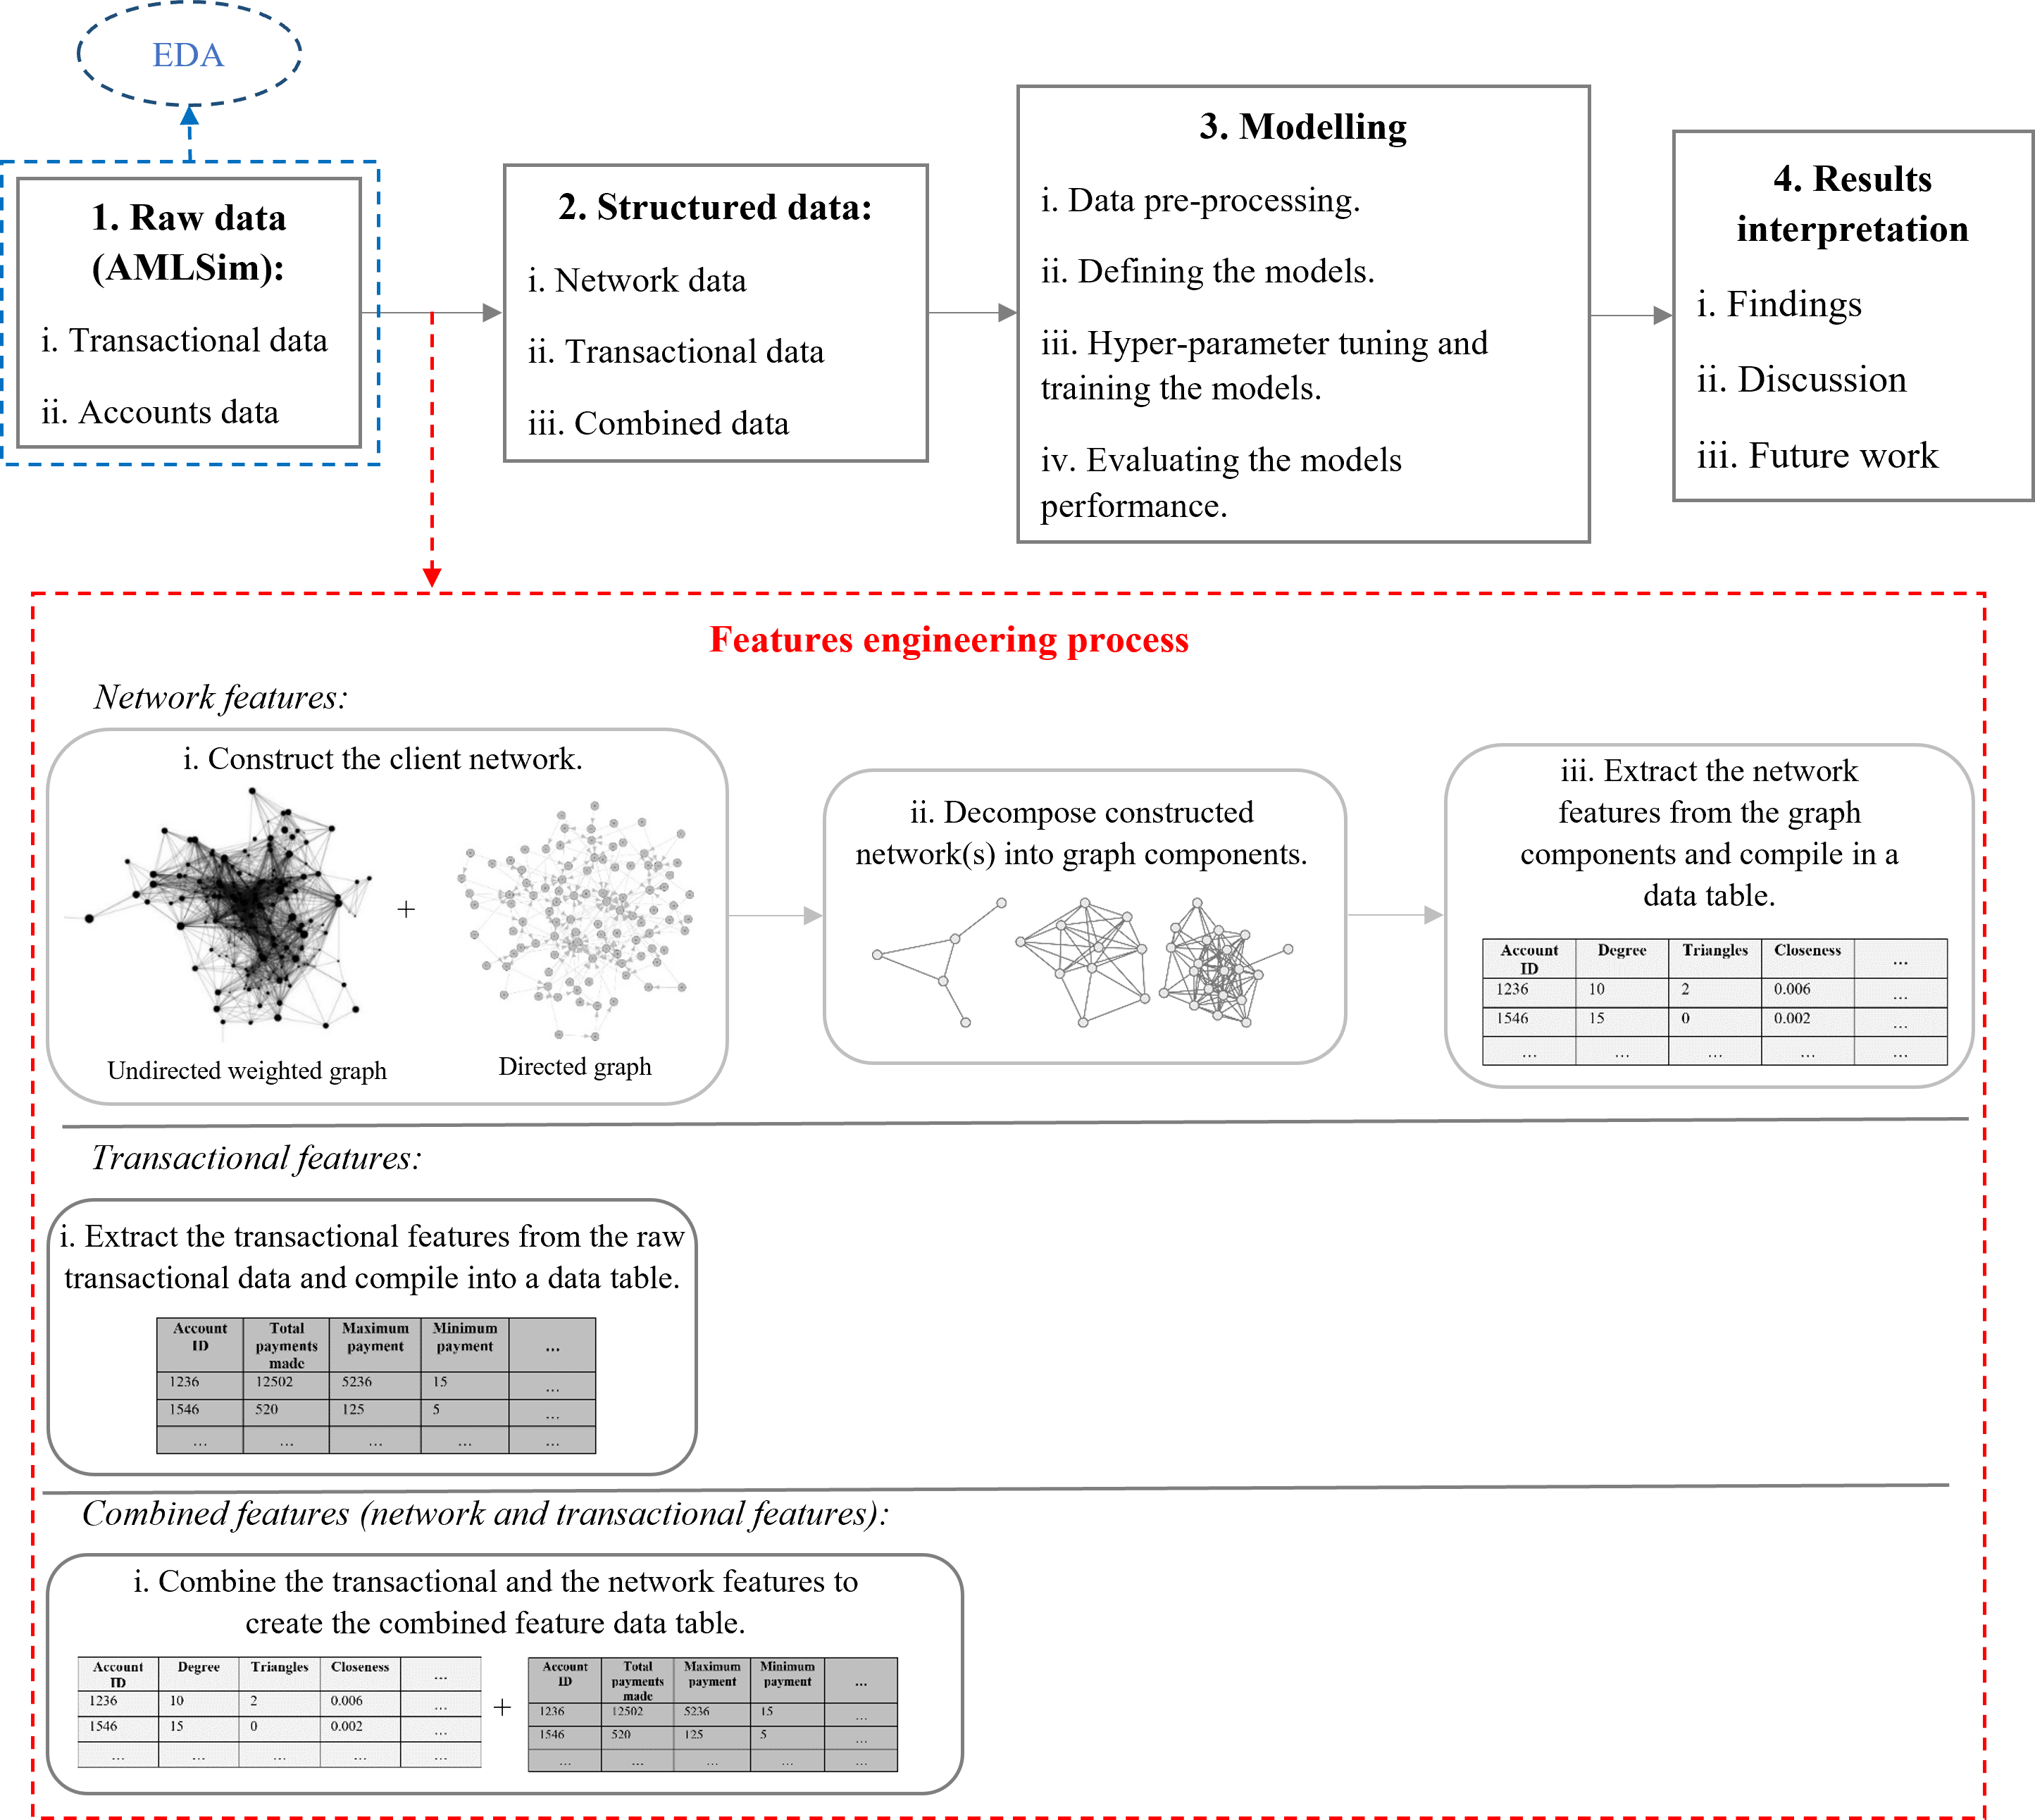 EDA
1. Raw data
(AMLSim):
i. Transactional data
ii. Accounts data
2. Structured data:
i. Network data
ii. Transactional data
iii. Combined data
3. Modelling
i. Data pre-processing.
ii. Defining the models.
iii. Hyper-parameter tuning and
training the models.
iv. Evaluating the models
performance.
4. Results
interpretation
i. Findings
ii. Discussion
iii. Future work
Features engineering process
Network features:
i. Construct the client network.
+
Undirected weighted graph
Directed graph
ii. Decompose constructed
network(s) into graph components.
iii. Extract the network
features from the graph
components and compile in a
data table.
Account ID Degree Triangles Closeness ...
1236 10 2 0.006 ...
1546 15 0 0.002 ...
... ... ... ... ...
Transactional features:
i. Extract the transactional features from the raw
transactional data and compile into a data table.
Account ID Total payments made Maximum payment Minimum payment ...
1236 12502 5236 15 ...
1546 520 125 5 ...
... ... ... ... ...
Combined features (network and transactional features):
i. Combine the transactional and the network features to
create the combined feature data table.
Account ID Degree Triangles Closeness ...
1236 10 2 0.006 ...
1546 15 0 0.002 ...
... ... ... ... ...
+
Account ID Total payments made Maximum payment Minimum payment ...
1236 12502 5236 15 ...
1546 520 125 5 ...
... ... ... ... ...